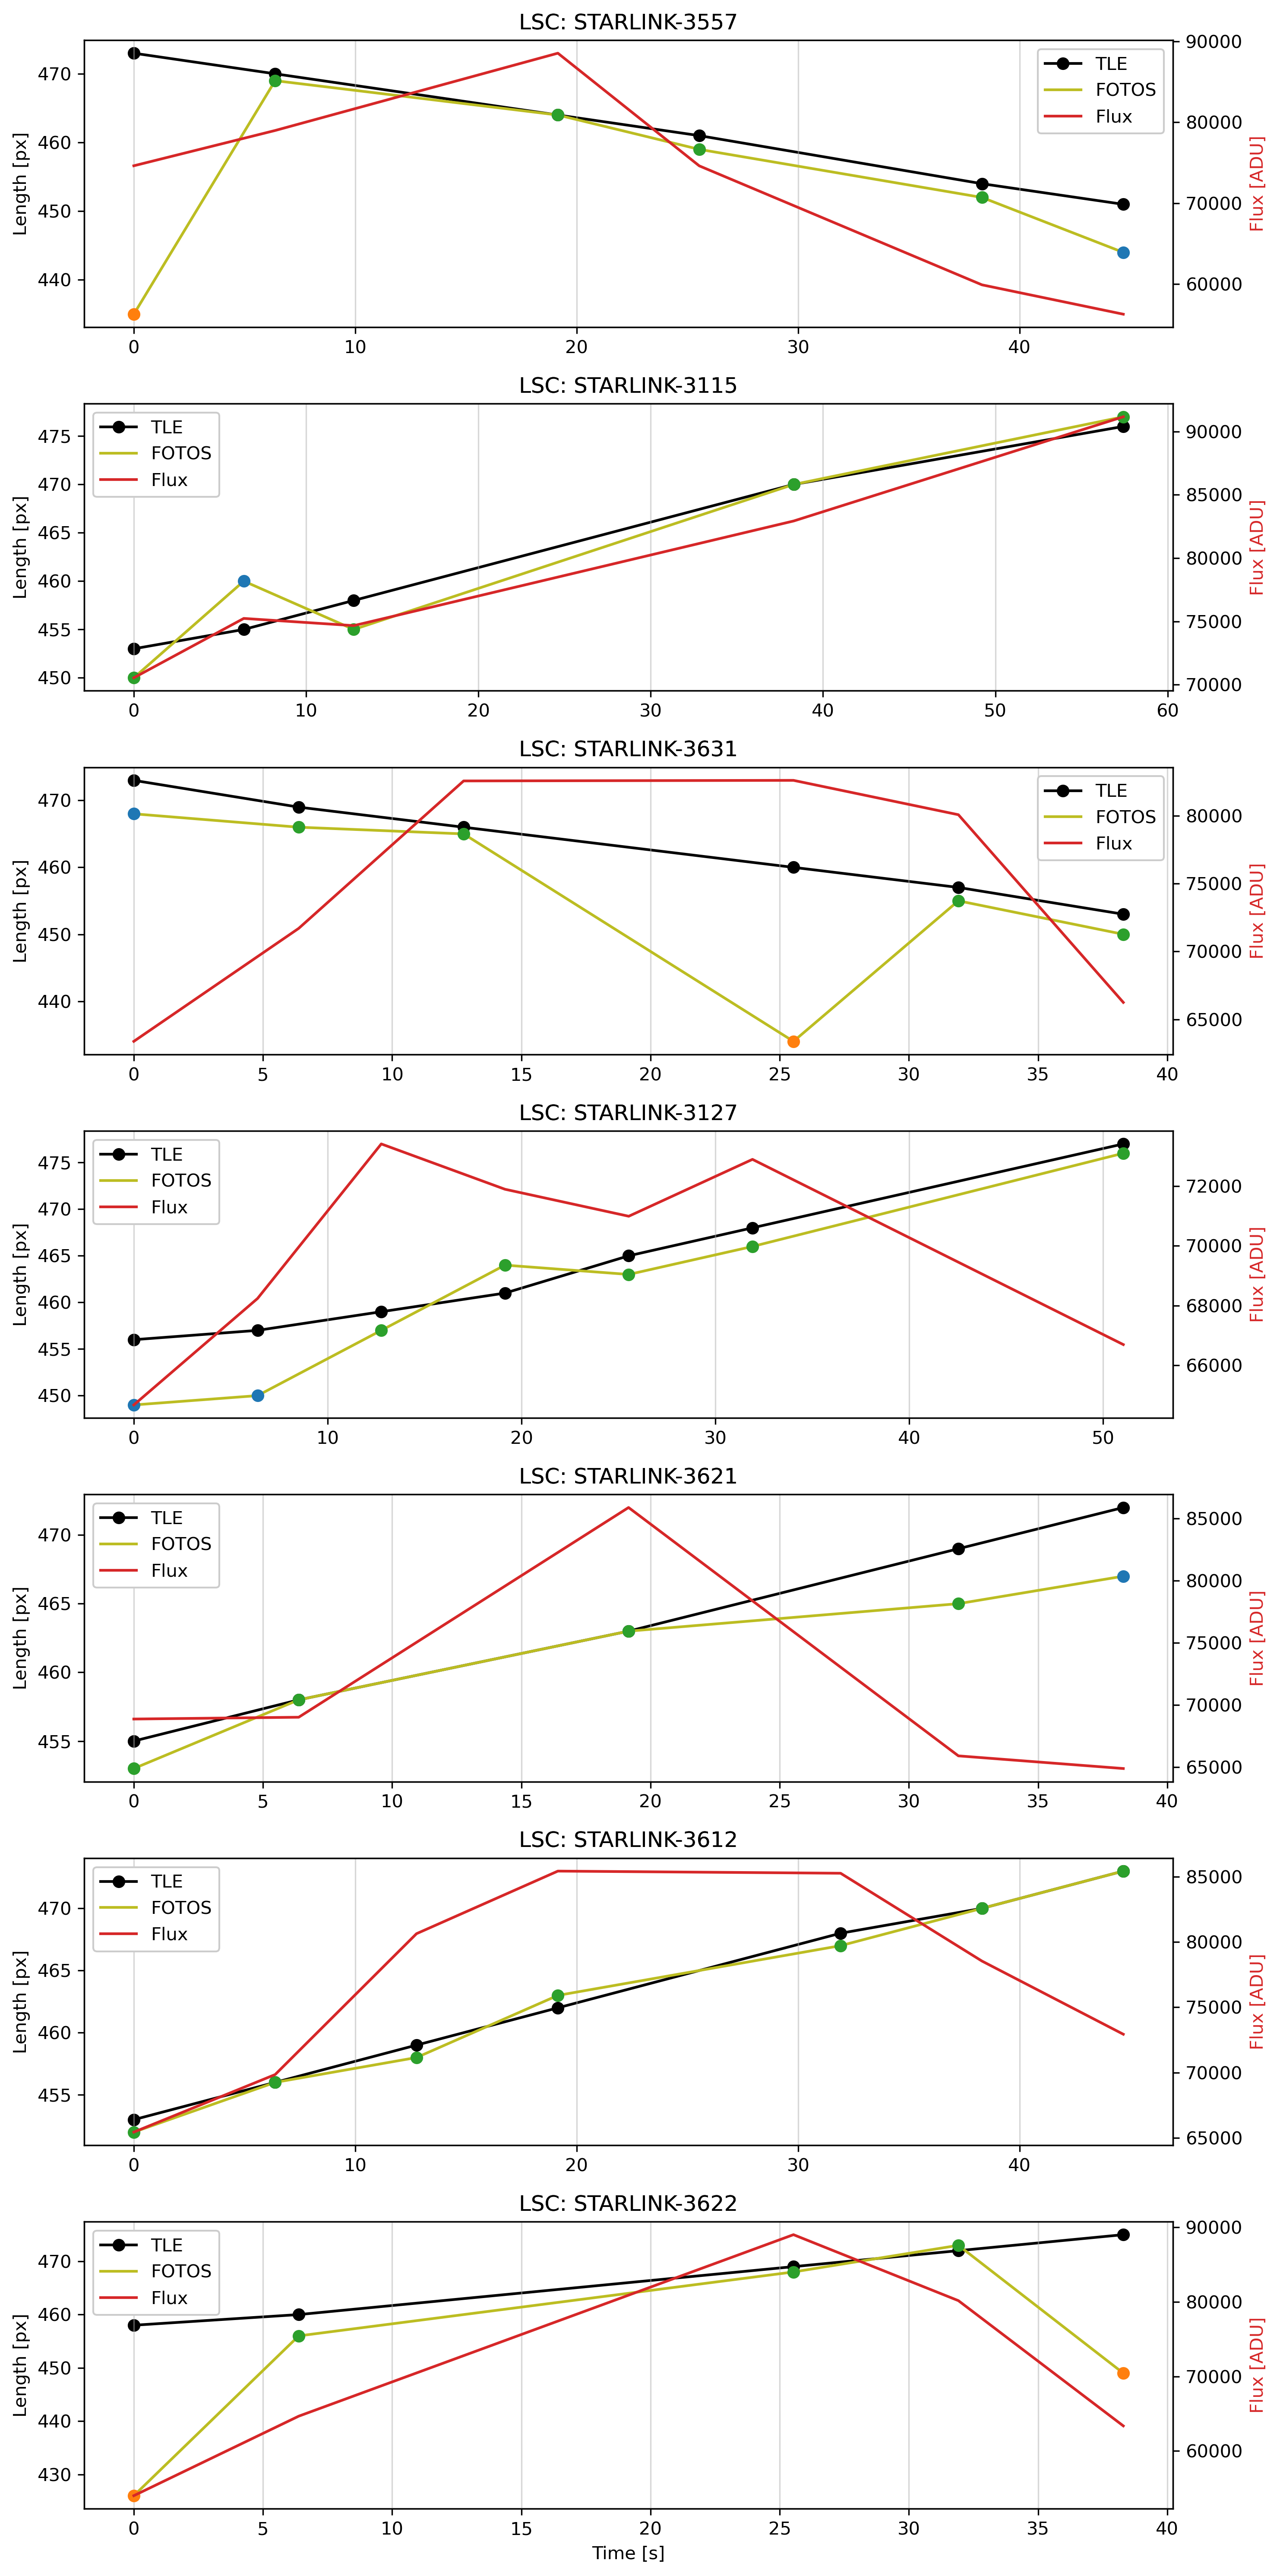 LSC: STARLINK-3557
90000
TLE
FOTOS
Flux
470
80000
460
Length [px]
Flux [ADU]
450
70000
440
60000
0 10 20 30 40
LSC: STARLINK-3115
TLE
FOTOS
Flux
475
90000
470
85000
465
Length [px]
Flux [ADU]
80000
460
75000
455
450
70000
0 10 20 30 40 50 60
LSC: STARLINK-3631
TLE
FOTOS
Flux
470
80000
460
75000
Length [px]
Flux [ADU]
450
70000
440
65000
0 5 10 15 20 25 30 35 40
LSC: STARLINK-3127
TLE
FOTOS
Flux
475
72000
470
465
70000
Length [px]
Flux [ADU]
460
68000
455
66000
450
0 10 20 30 40 50
LSC: STARLINK-3621
TLE
FOTOS
Flux
85000
470
80000
465
Length [px]
Flux [ADU]
75000
460
70000
455
65000
0 5 10 15 20 25 30 35 40
LSC: STARLINK-3612
TLE
FOTOS
Flux
85000
470
80000
465
Length [px]
Flux [ADU]
75000
460
70000
455
65000
0 10 20 30 40
LSC: STARLINK-3622
TLE
FOTOS
Flux
90000
470
80000
460
Length [px]
Flux [ADU]
450
70000
440
60000
430
0 5 10 15 20 25 30 35 40
Time [s]